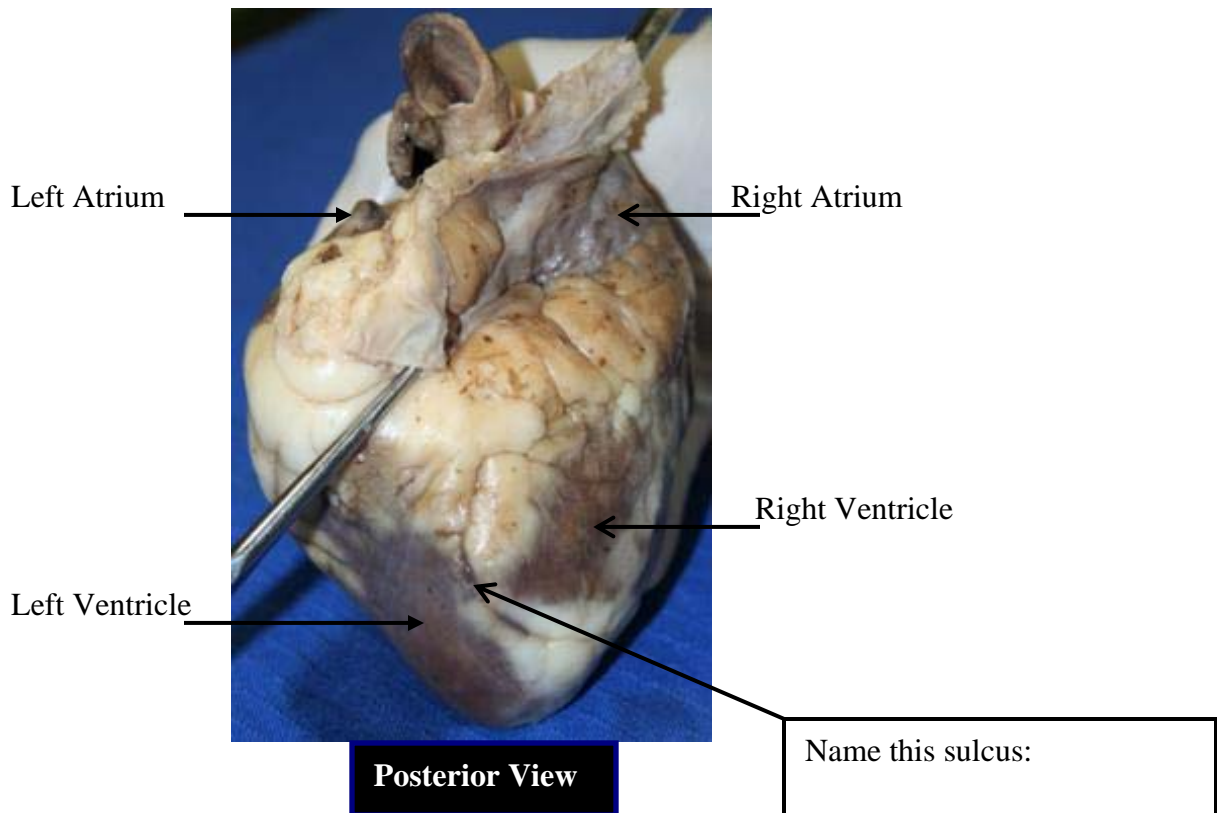 Left Atrium
Right Atrium
Right Ventricle
Left Ventricle
Name this sulcus:
Posterior View